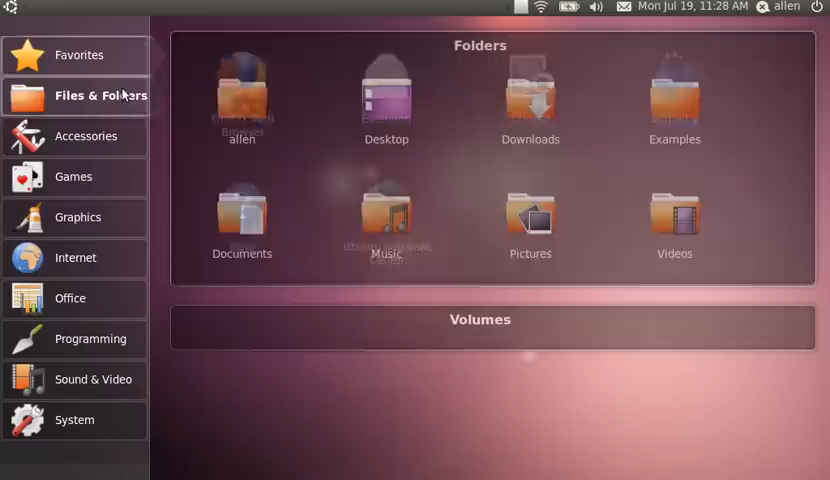 Mon Jul 19, 11:28 AM allen
Favorites
Files & Folders
Accessories
Games
Graphics
Internet
Office
Programming
Sound & Video
System
Folders
allen
Desktop
Downloads
Examples
Documents
Music
Pictures
Videos
Volumes